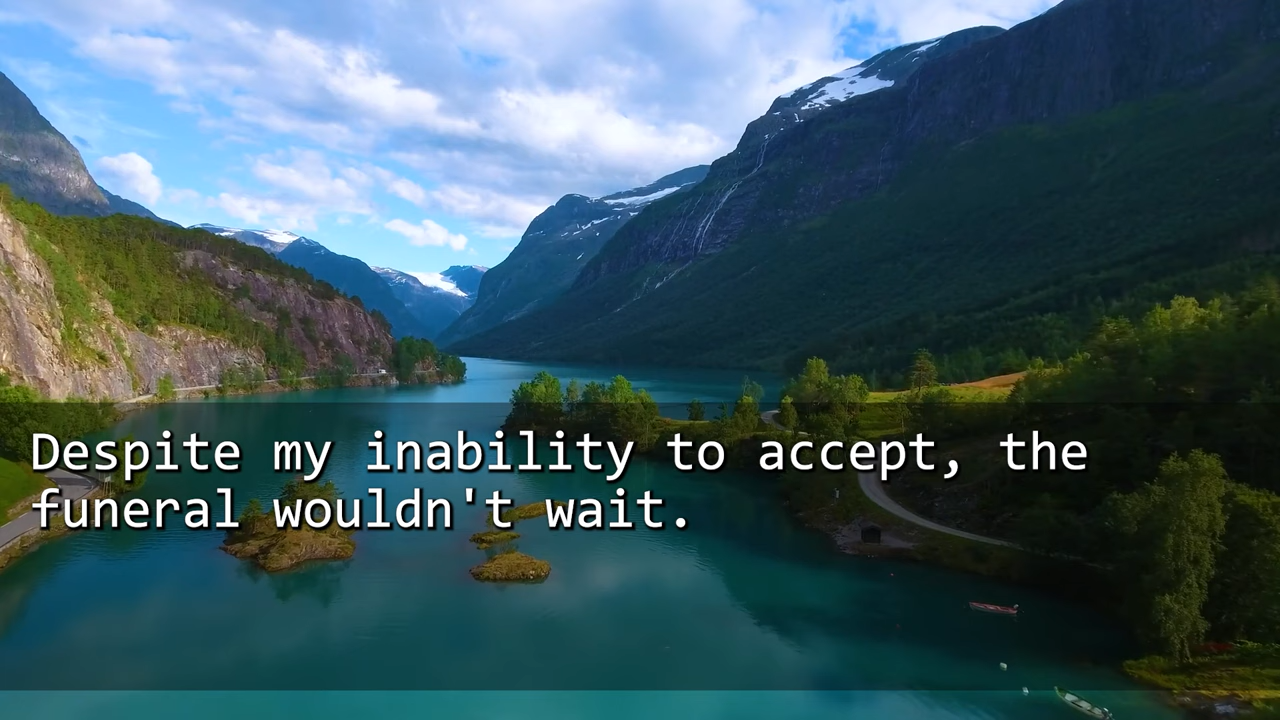 Despite my inability to accept, the
funeral wouldn't wait.